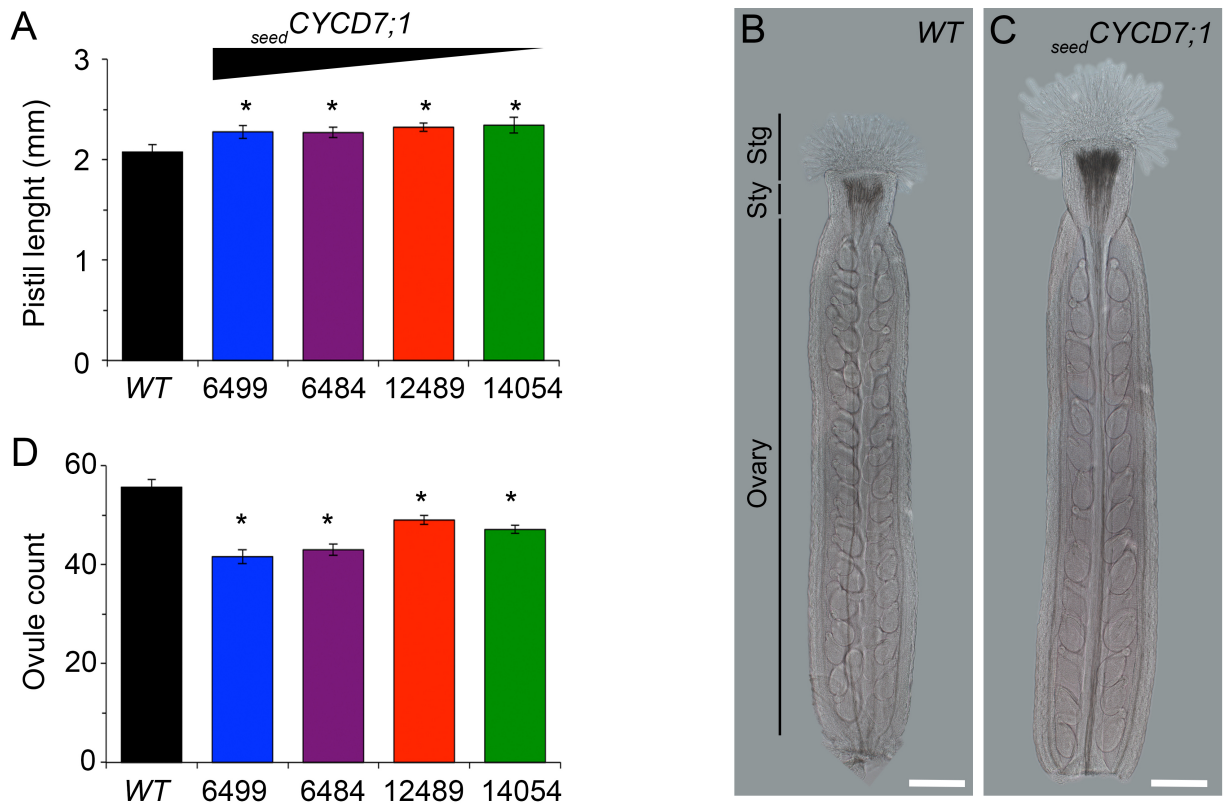 A
seedCYCD7;1
3
2
1
0
Pistil lenght (mm)
* * * *
WT 6499 6484 12489 14054
B WT
Stg
Sty
Ovary
C seedCYCD7;1
D
60
40
20
0
Ovule count
* * * *
WT 6499 6484 12489 14054